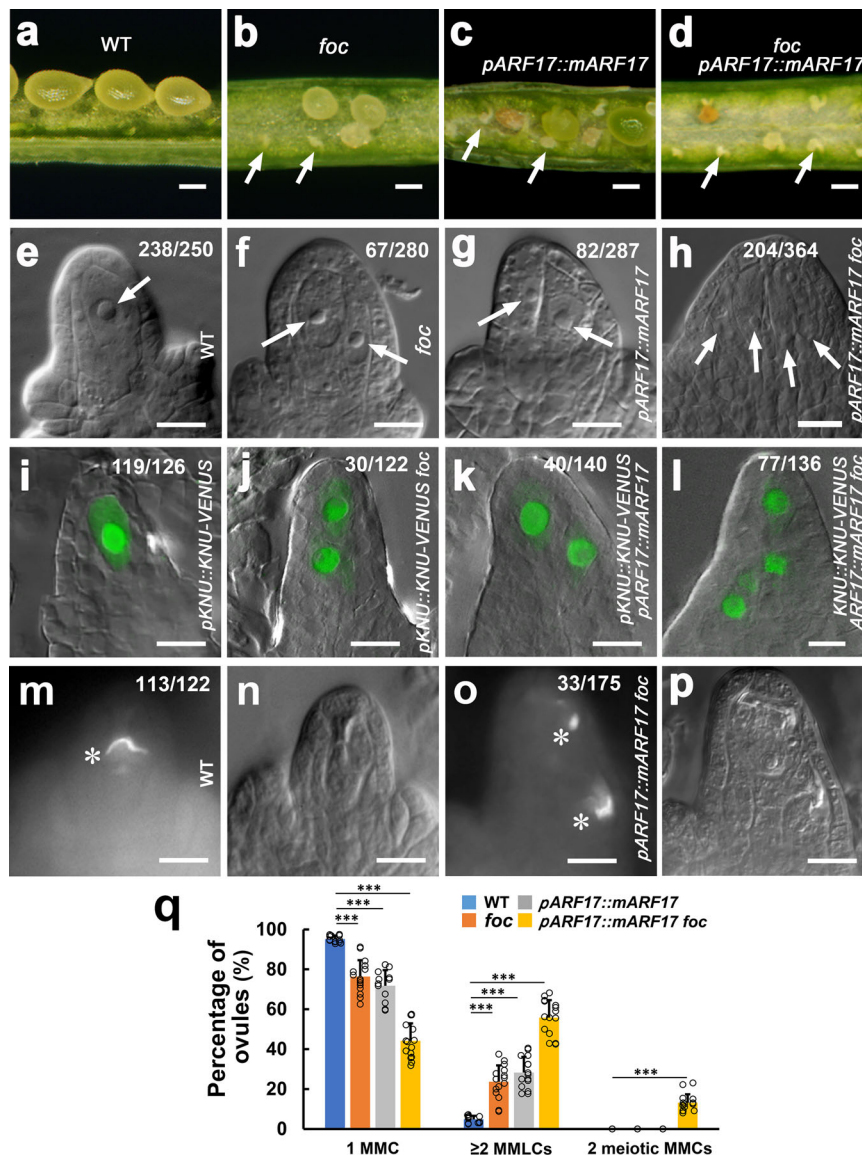 a
WT
b
foc
c
pARF17::mARF17
d
foc
pARF17::mARF17
e
238/250
WT
f
67/280
foc
g
82/287
pARF17::mARF17
h
204/364
pARF17::mARF17 foc
i
119/126
pKNU::KNU-VENUS
j
30/122
pKNU::KNU-VENUS foc
k
40/140
pKNU::KNU-VENUS
pARF17::mARF17
l
77/136
KNU::KNU-VENUS
ARF17::mARF17 foc
m
113/122
*
WT
n
o
33/175
*
*
pARF17::mARF17 foc
p
q
WT
pARF17::mARF17
foc
pARF17::mARF17 foc
Percentage of
ovules (%)
100
80
60
40
20
0
***
***
***
***
***
***
***
1 MMC
≥2 MMLCs
2 meiotic MMCs